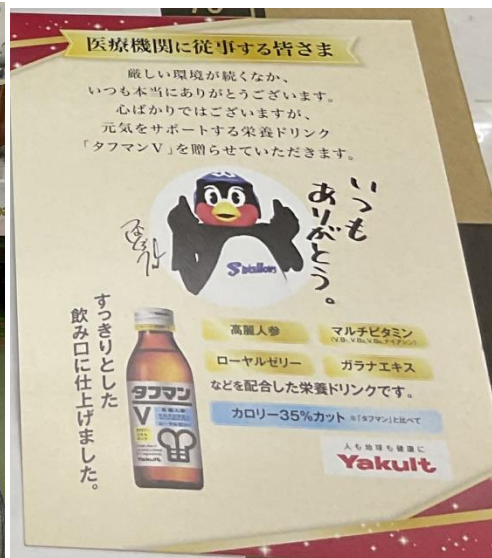 医療機関に従事する皆さま
厳しい環境が続くなか、
いつも本当にありがとうございます。
心ばかりではございますが、
元気をサポートする栄養ドリンク
「タフマンV」を贈らせていただきます。
いつも
ありがとう。
Swallows
すっきりとした
飲み口に仕上げました。
タフマン
V
高麗人参
マルチビタミン
ローヤルゼリー
ガラナエキス
などを配合した栄養ドリンクです。
カロリー35%カット ※「タフマン」と比べて
人も地球も健康に
Yakult